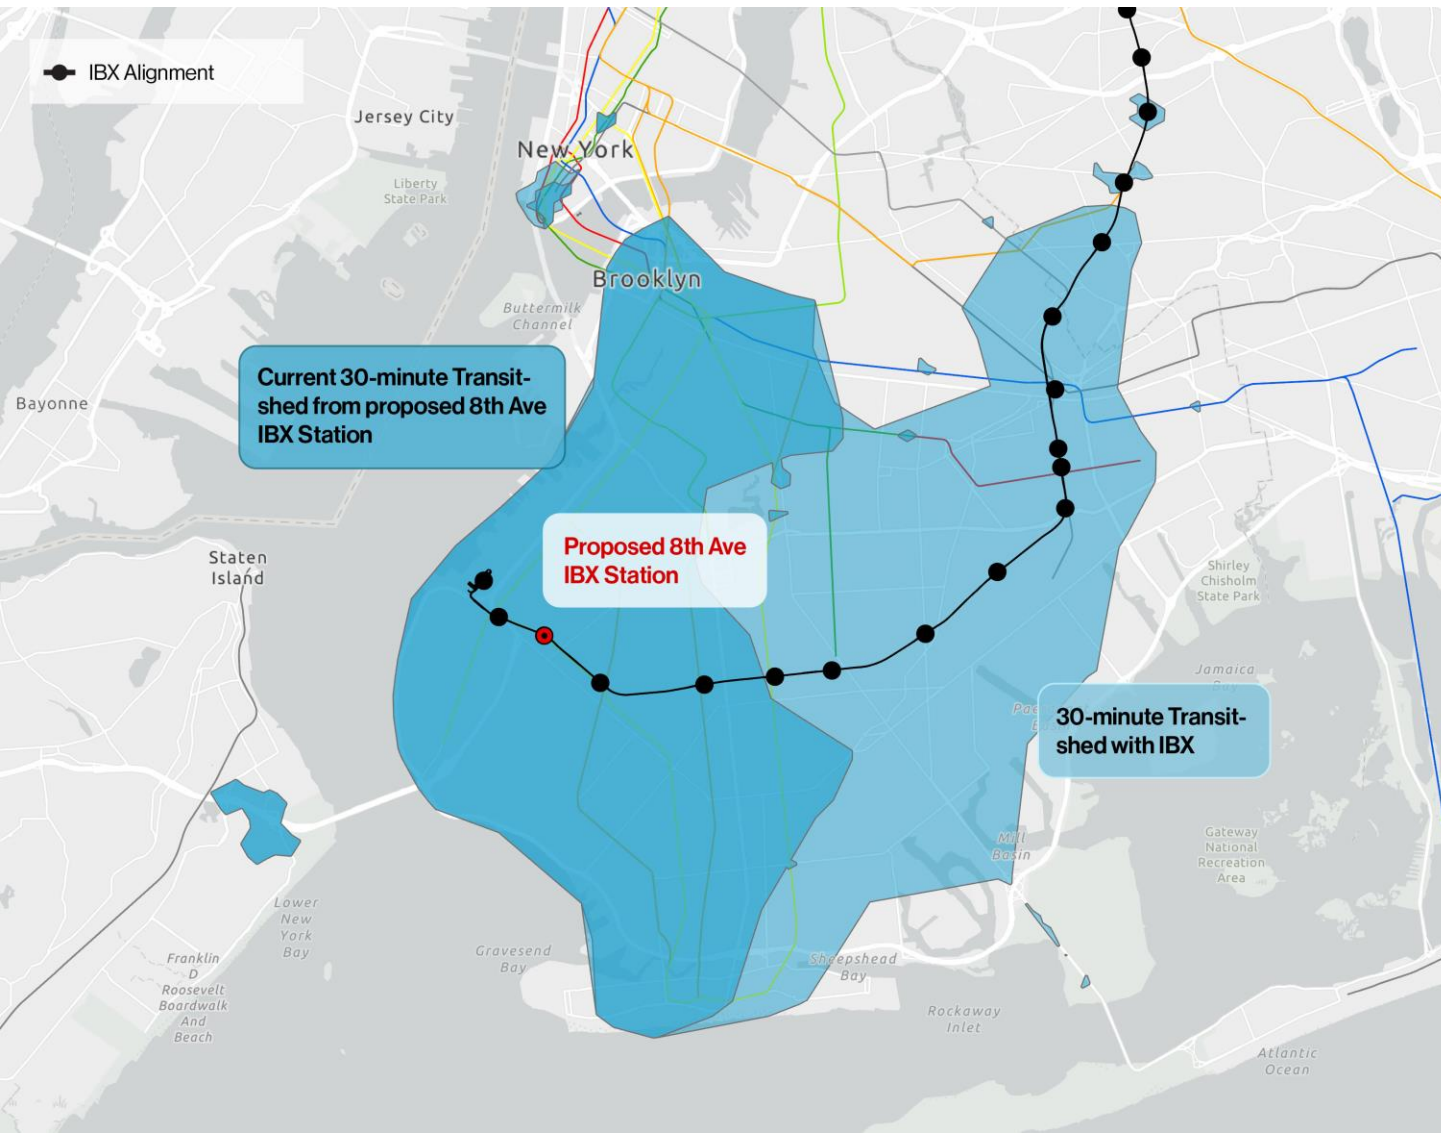 IBX Alignment
Jersey City
New York
Liberty
State Park
Brooklyn
Buttermilk
Channel
Current 30-minute Transit-
shed from proposed 8th Ave
IBX Station
Bayonne
Proposed 8th Ave
IBX Station
Staten
Island
Shirley
Chisholm
State Park
Jamaica
30-minute Transit-
shed with IBX
Mill
Basin
Gateway
National
Recreation
Area
Lower
New
York
Bay
Gravesend
Bay
Sheepshead
Bay
Franklin
D
Roosevelt
Boardwalk
And
Beach
Rockaway
Inlet
Atlantic
Ocean